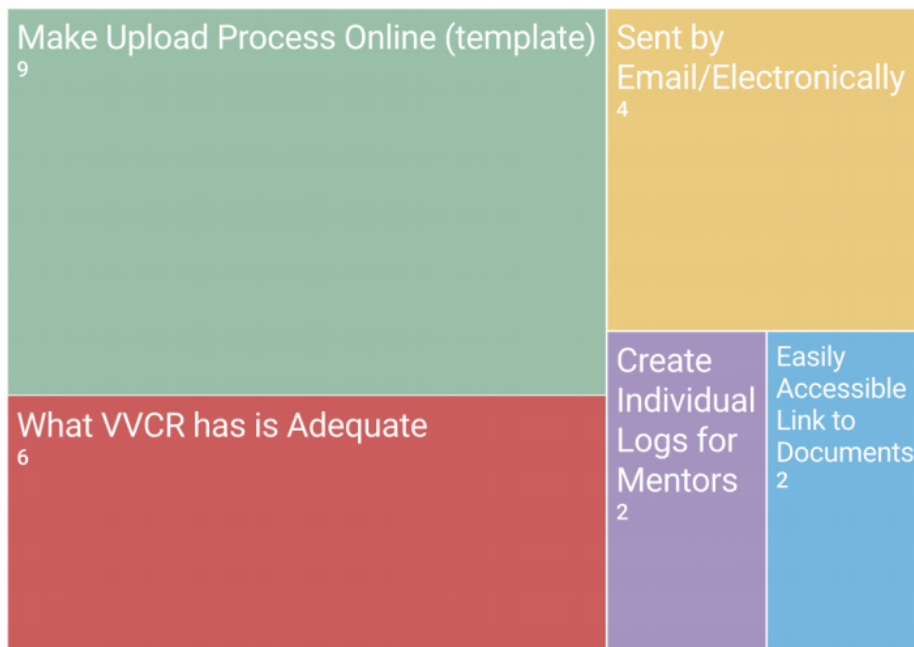 Make Upload Process Online (template)
9
Sent by
Email/Electronically
4
What VVCR has is Adequate
6
Create
Individual
Logs for
Mentors
2
Easily
Accessible
Link to
Documents
2